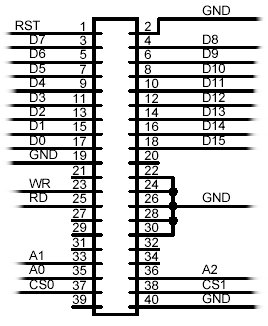 GND
RST 1 2
D7 3 4 D8
D6 5 6 D9
D5 7 8 D10
D4 9 10 D11
D3 11 12 D12
D2 13 14 D13
D1 15 16 D14
D0 17 18 D15
GND 19 20
21 22
WR 23 24
RD 25 26 GND
27 28
29 30
31 32
A1 33 34
A0 35 36 A2
CS0 37 38 CS1
39 40 GND